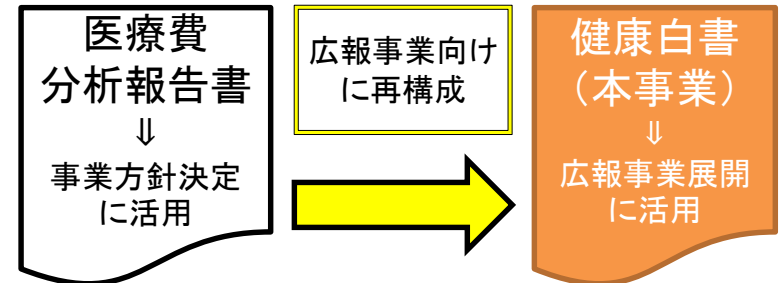 医療費
分析報告書
⇓
事業方針決定
に活用
広報事業向け
に再構成
健康白書
（本事業）
⇓
広報事業展開
に活用